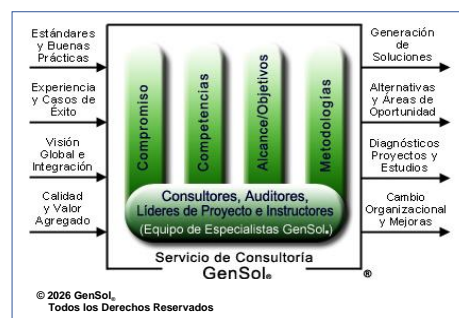 Estándares
y Buenas
Prácticas
Experiencia
y Casos de
Éxito
Visión
Global e
Integración
Calidad
y Valor
Agregado
Compromiso
Competencias
Alcance/Objetivos
Metodologías
Consultores, Auditores,
Líderes de Proyecto e Instructores
(Equipo de Especialistas GenSol®)
Servicio de Consultoría
GenSol®
®
Generación
de
Soluciones
Alternativas
y Áreas de
Oportunidad
Diagnósticos
Proyectos y
Estudios
Cambio
Organizacional
y Mejoras
© 2026 GenSol®
Todos los Derechos Reservados